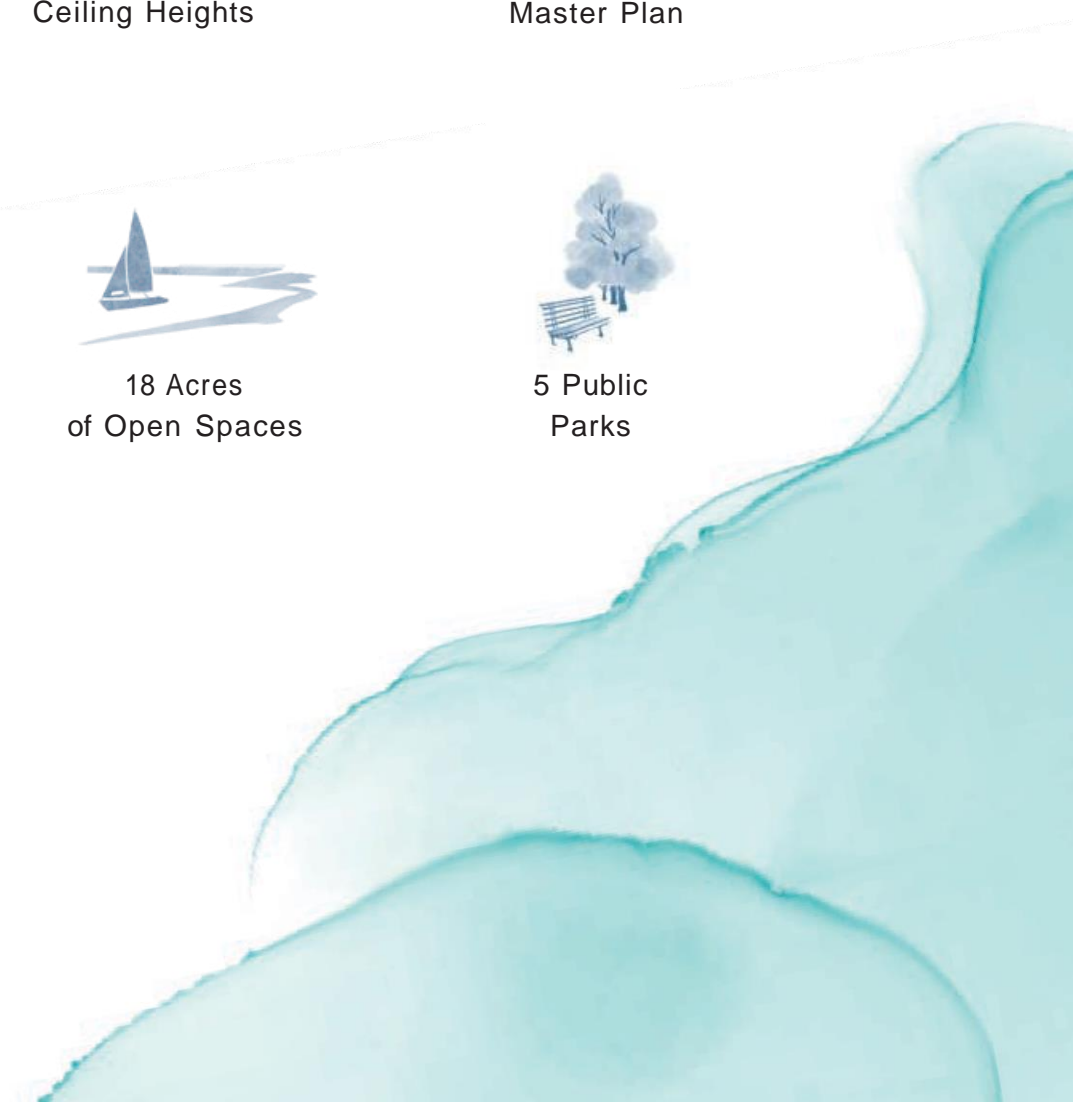 Ceiling Heights
Master Plan
18 Acres
of Open Spaces
5 Public
Parks